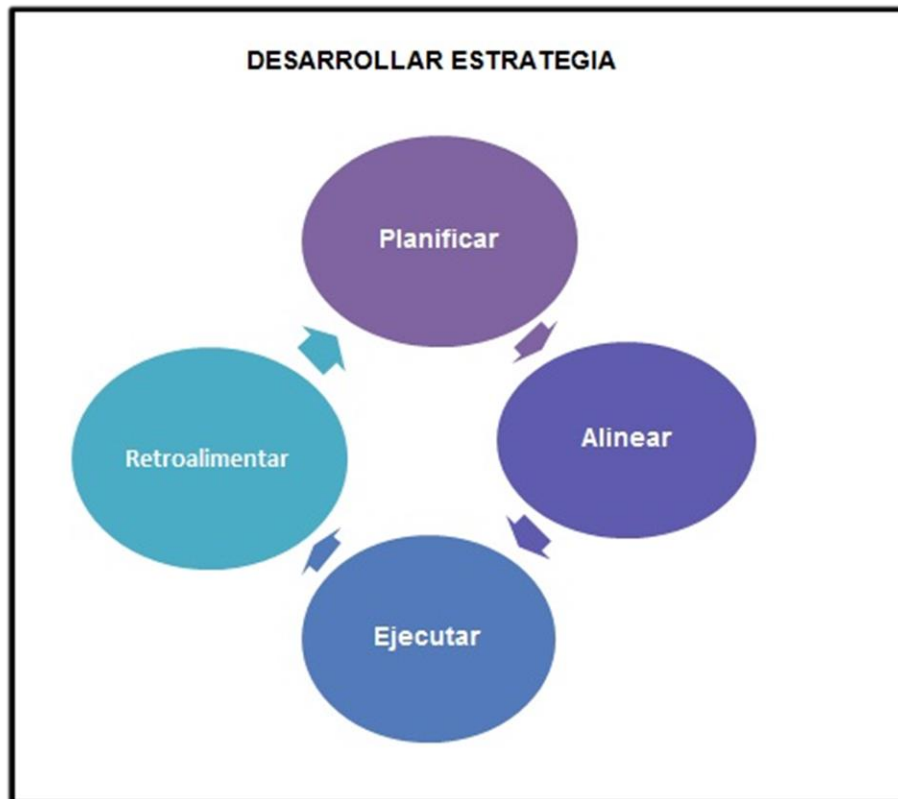 DESARROLLAR ESTRATEGIA
Planificar
Alinear
Ejecutar
Retroalimentar